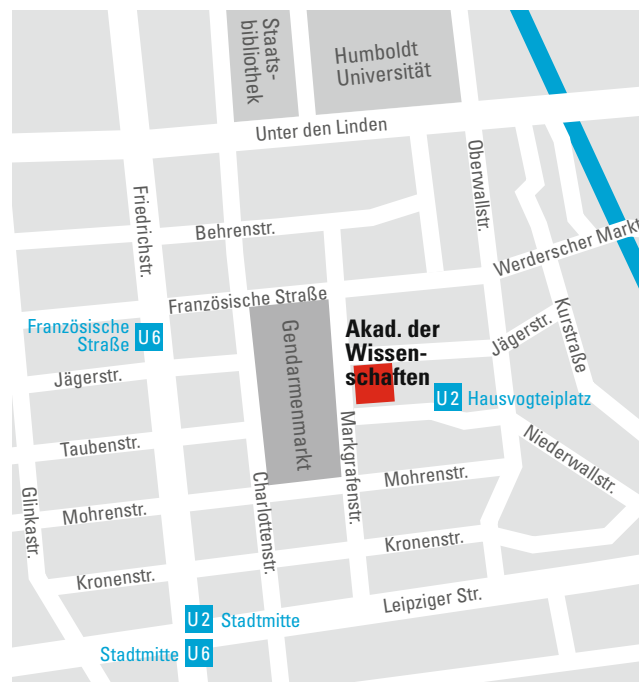 Staats-
bibliothek
Humboldt
Universität
Unter den Linden
Friedrichstr.
Oberwallstr.
Behrenstr.
Werderscher Markt
Französische Straße
Französische
Straße U6
Gendarmenmarkt
Akad. der
Wissen-
schaften
Jägerstr.
Kurstraße
Jägerstr.
U2 Hausvogteiplatz
Markgrafenstr.
Taubenstr.
Niederwallstr.
Charlottenstr.
Mohrenstr.
Glinkastr.
Mohrenstr.
Kronenstr.
Kronenstr.
Leipziger Str.
U2 Stadtmitte
Stadtmitte U6